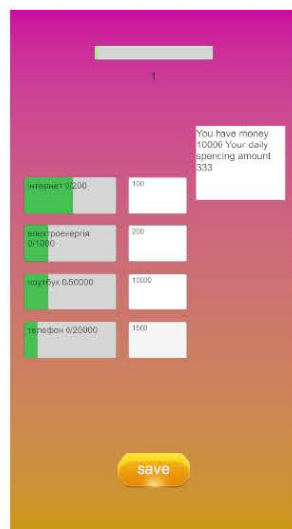 1
You have money
10000 Your daily
spencing amount
333
інтернет 0/200
100
електроенергія
0/1000
200
ноутбук 0/50000
10000
телефон 0/20000
1500
save